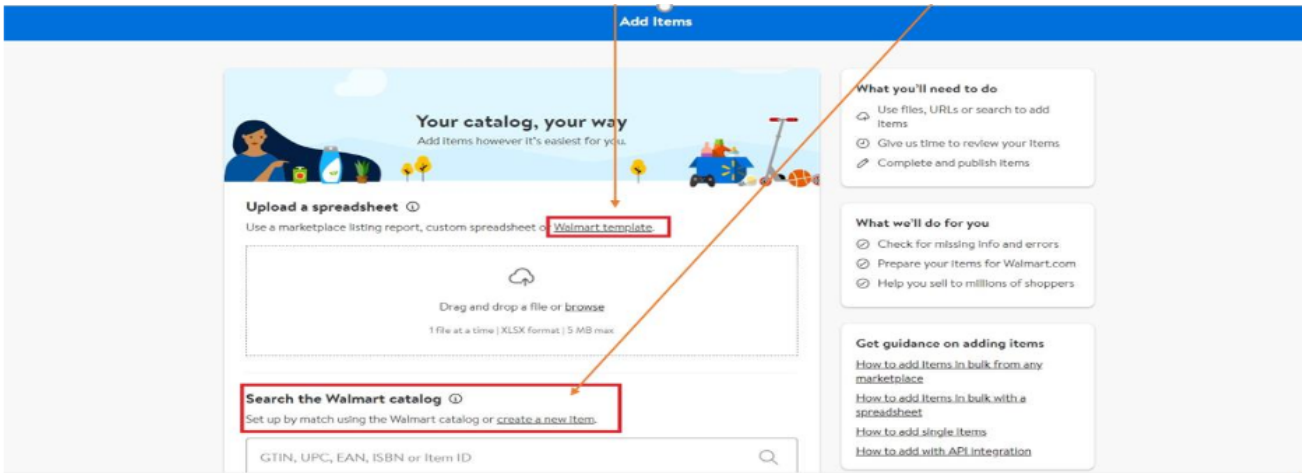 Add Items
Your catalog, your way
Add items however it's easiest for you.
Upload a spreadsheet
Use a marketplace listing report, custom spreadsheet or Walmart template.
Drag and drop a file or browse
1 file at a time | XLSX format | 5 MB max
Search the Walmart catalog
Set up by match using the Walmart catalog or create a new item.
GTIN, UPC, EAN, ISBN or Item ID
What you'll need to do
Use files, URLs or search to add
items
Give us time to review your items
Complete and publish items
What we'll do for you
Check for missing info and errors
Prepare your items for Walmart.com
Help you sell to millions of shoppers
Get guidance on adding items
How to add items in bulk from any
marketplace
How to add items in bulk with a
spreadsheet
How to add single items
How to add with API integration